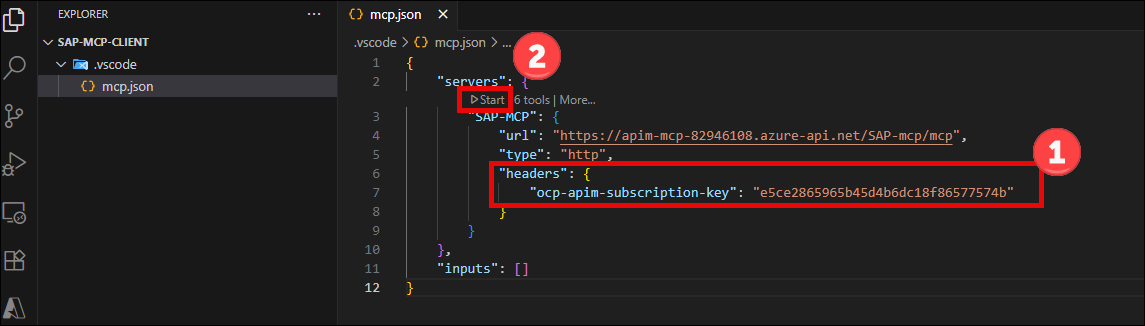 EXPLORER
···
SAP-MCP-CLIENT
.vscode
{} mcp.json
{} mcp.json ×
.vscode > {} mcp.json > ...
2
1 {
2 "servers": {
Start 6 tools | More...
3 "SAP-MCP": {
4 "url": "https://apim-mcp-82946108.azure-api.net/SAP-mcp/mcp",
5 "type": "http",
1
6 "headers": {
7 "ocp-apim-subscription-key": "e5ce2865965b45d4b6dc18f86577574b"
8 }
9 }
10 },
11 "inputs": []
12 }